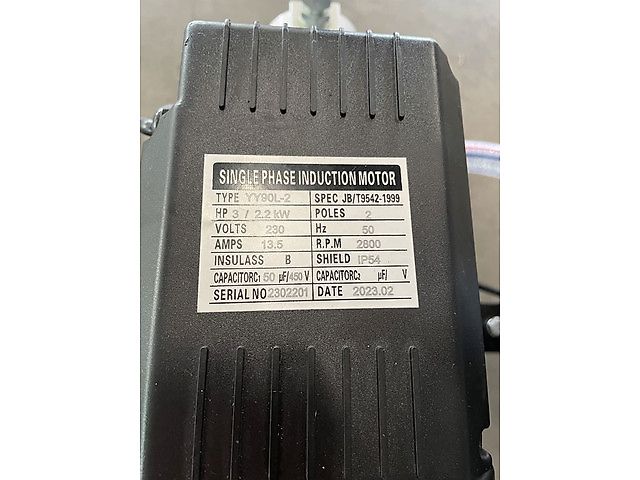 SINGLE PHASE INDUCTION MOTOR
TYPE YY90L-2 SPEC JB/T9542-1999
HP 3 / 2.2 kW POLES 2
VOLTS 230 Hz 50
AMPS 13.5 R.P.M 2800
INSULASS B SHIELD IP54
CAPACITORC1 50 μF/450 V CAPACITORC2 μF/ V
SERIAL NO 2302201 DATE 2023.02